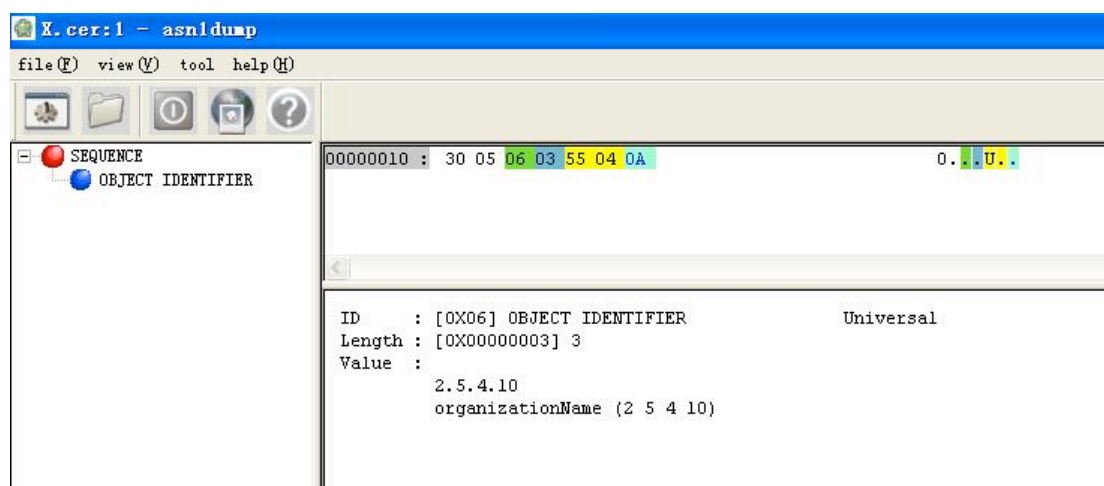 X.cer:1 - asn1dump
file(F) view(V) tool help(H)
SEQUENCE
OBJECT IDENTIFIER
00000010 : 30 05 06 03 55 04 0A 0...U..
ID : [0X06] OBJECT IDENTIFIER Universal
Length : [0X00000003] 3
Value :
2.5.4.10
organizationName (2 5 4 10)